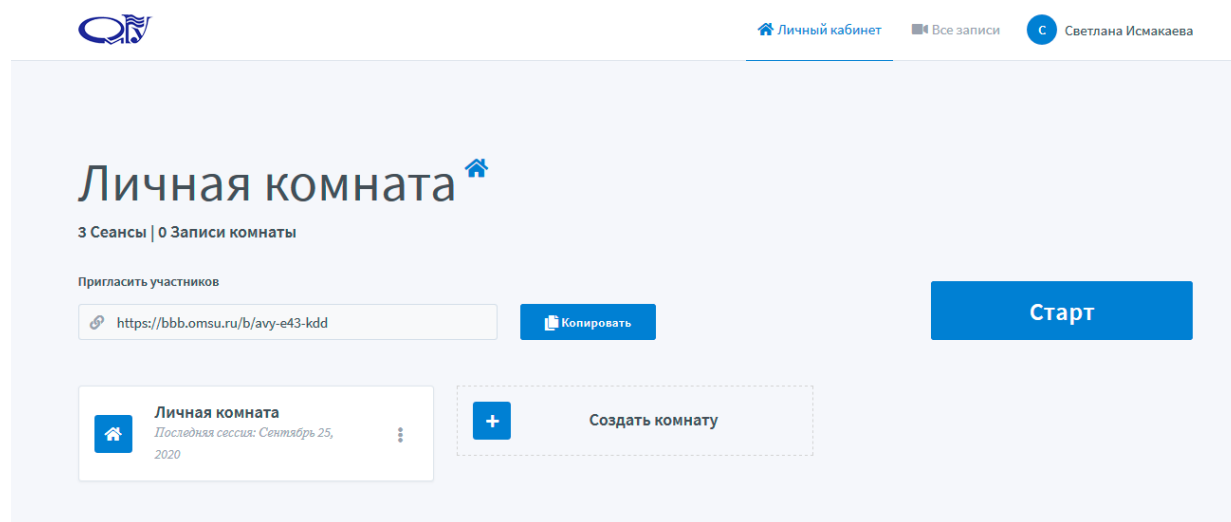 ОГУ
Личный кабинет
Все записи
С
Светлана Исмакаева
Личная комната
3 Сеансы | 0 Записи комнаты
Пригласить участников
https://bbb.omsu.ru/b/avy-e43-kdd
Копировать
Старт
Личная комната
Последняя сессия: Сентябрь 25,
2020
Создать комнату